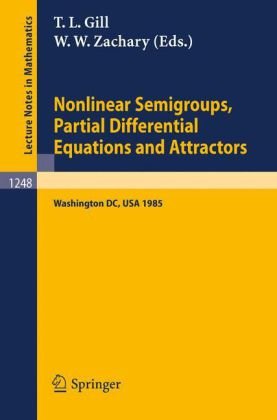 T. L. Gill
W. W. Zachary (Eds.)
Lecture Notes in Mathematics
1248
Nonlinear Semigroups,
Partial Differential
Equations and Attractors
Washington DC, USA 1985
Springer